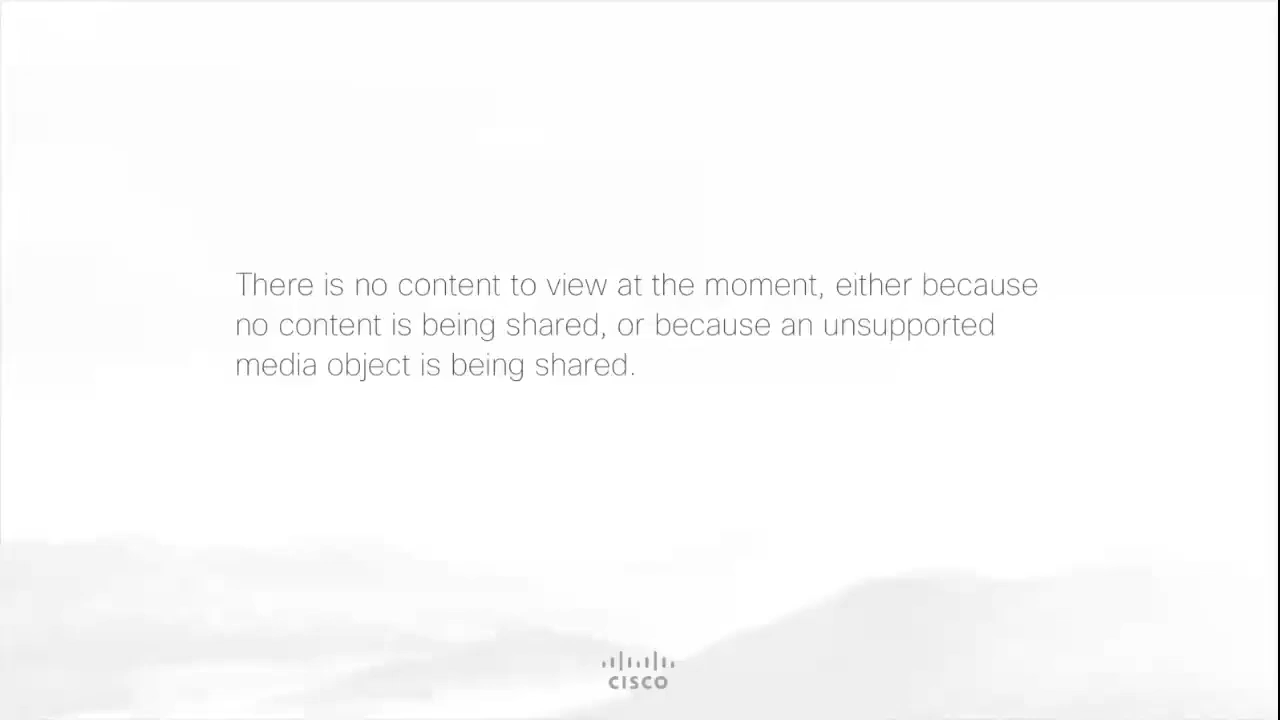 There is no content to view at the moment, either because
no content is being shared, or because an unsupported
media object is being shared.
CISCO